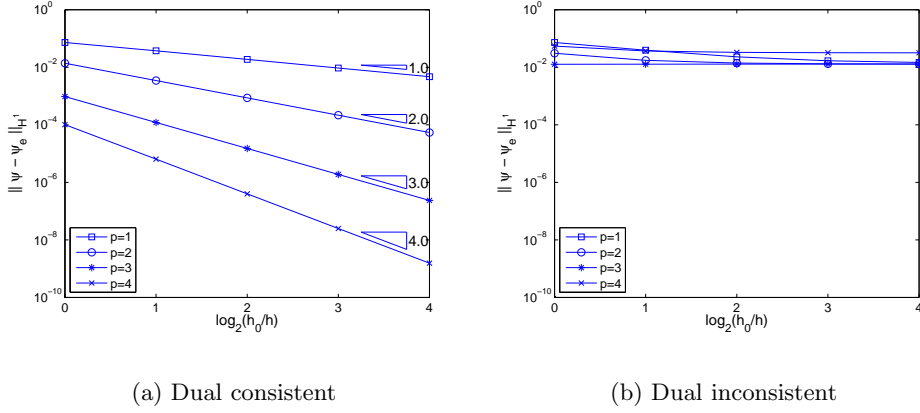 10^0
10^-2
10^-4
10^-6
10^-8
10^-10
|| ψ - ψ_e ||_H^1
1.0
2.0
3.0
4.0
p=1
p=2
p=3
p=4
0 1 2 3 4
log_2(h_0/h)
(a) Dual consistent
10^0
10^-2
10^-4
10^-6
10^-8
10^-10
|| ψ - ψ_e ||_H^1
p=1
p=2
p=3
p=4
0 1 2 3 4
log_2(h_0/h)
(b) Dual inconsistent